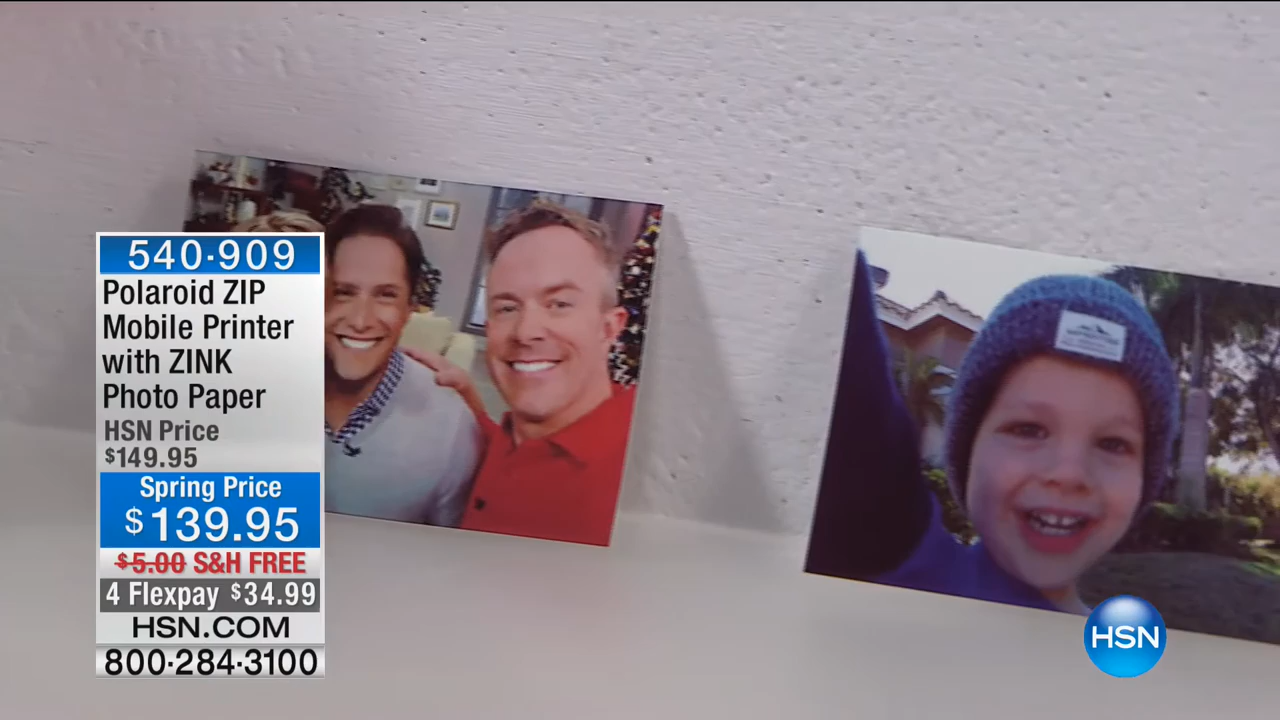 540-909
Polaroid ZIP
Mobile Printer
with ZINK
Photo Paper
HSN Price
$149.95
Spring Price
$139.95
$5.00 S&H FREE
4 Flexpay $34.99
HSN.COM
800-284-3100
HSN